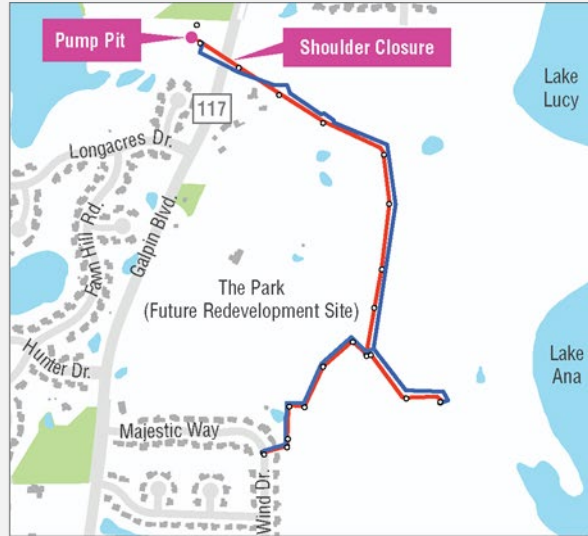 Pump Pit
Shoulder Closure
Lake
Lucy
117
Longacres Dr.
Fawn Hill Rd.
Galpin Blvd.
The Park
(Future Redevelopment Site)
Hunter Dr.
Lake
Ana
Majestic Way
Wind Dr.